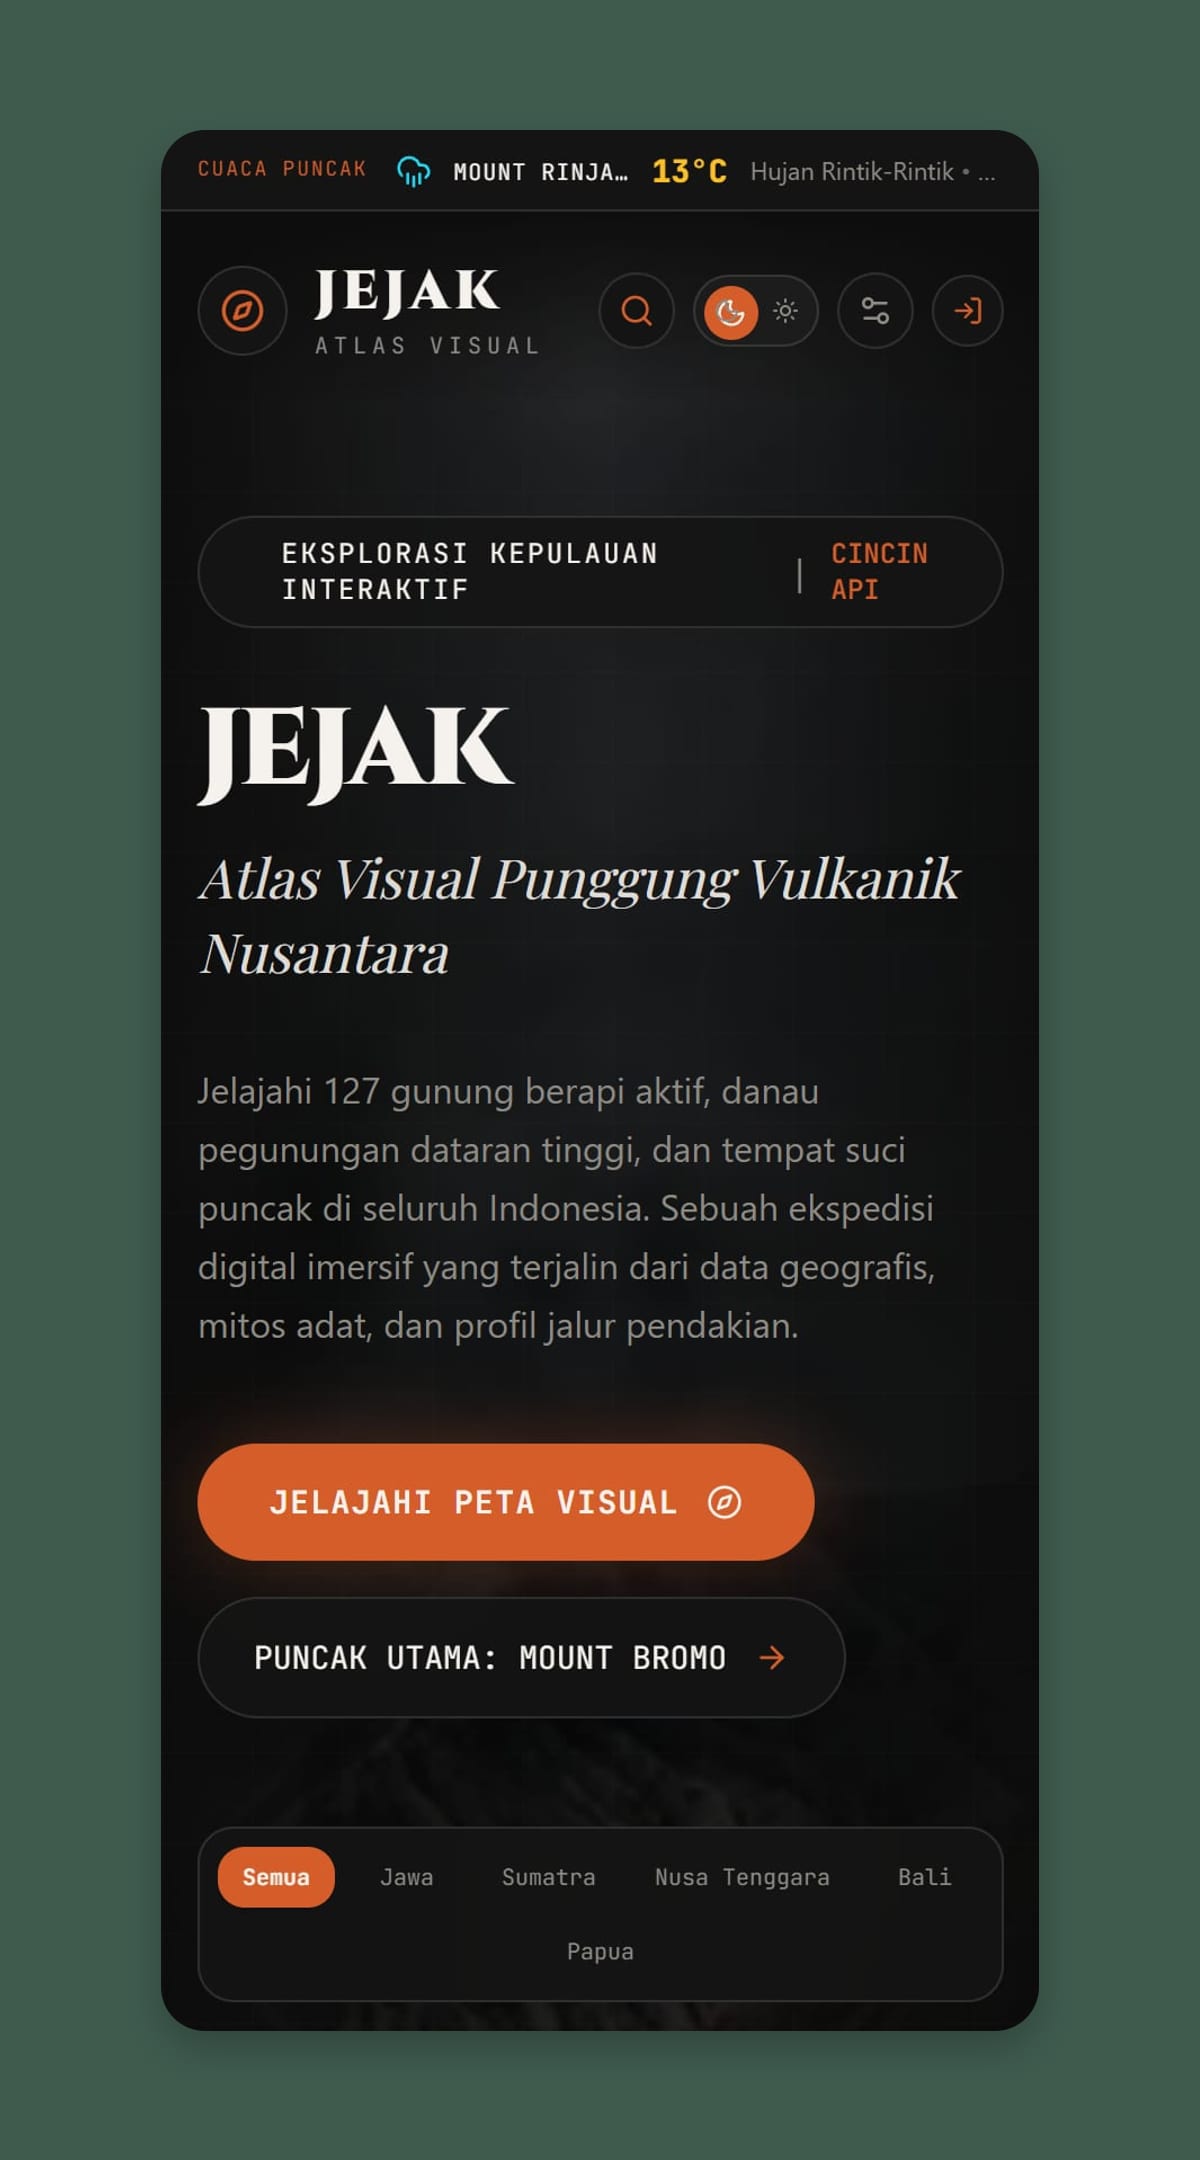 CUACA PUNCAK MOUNT RINJA… 13°C Hujan Rintik-Rintik • …
JEJAK
ATLAS VISUAL
EKSPLORASI KEPULAUAN
INTERAKTIF
|
CINCIN
API
JEJAK
Atlas Visual Punggung Vulkanik
Nusantara
Jelajahi 127 gunung berapi aktif, danau
pegunungan dataran tinggi, dan tempat suci
puncak di seluruh Indonesia. Sebuah ekspedisi
digital imersif yang terjalin dari data geografis,
mitos adat, dan profil jalur pendakian.
JELAJAHI PETA VISUAL
PUNCAK UTAMA: MOUNT BROMO
Semua Jawa Sumatra Nusa Tenggara Bali
Papua